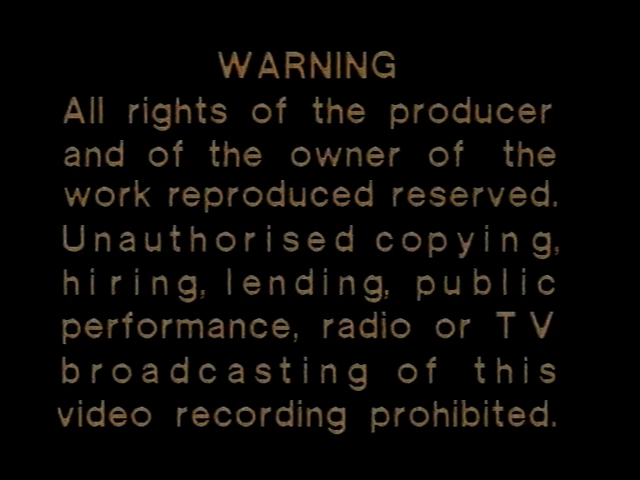 WARNING
All rights of the producer
and of the owner of the
work reproduced reserved.
Unauthorised copying,
hiring, lending, public
performance, radio or TV
broadcasting of this
video recording prohibited.